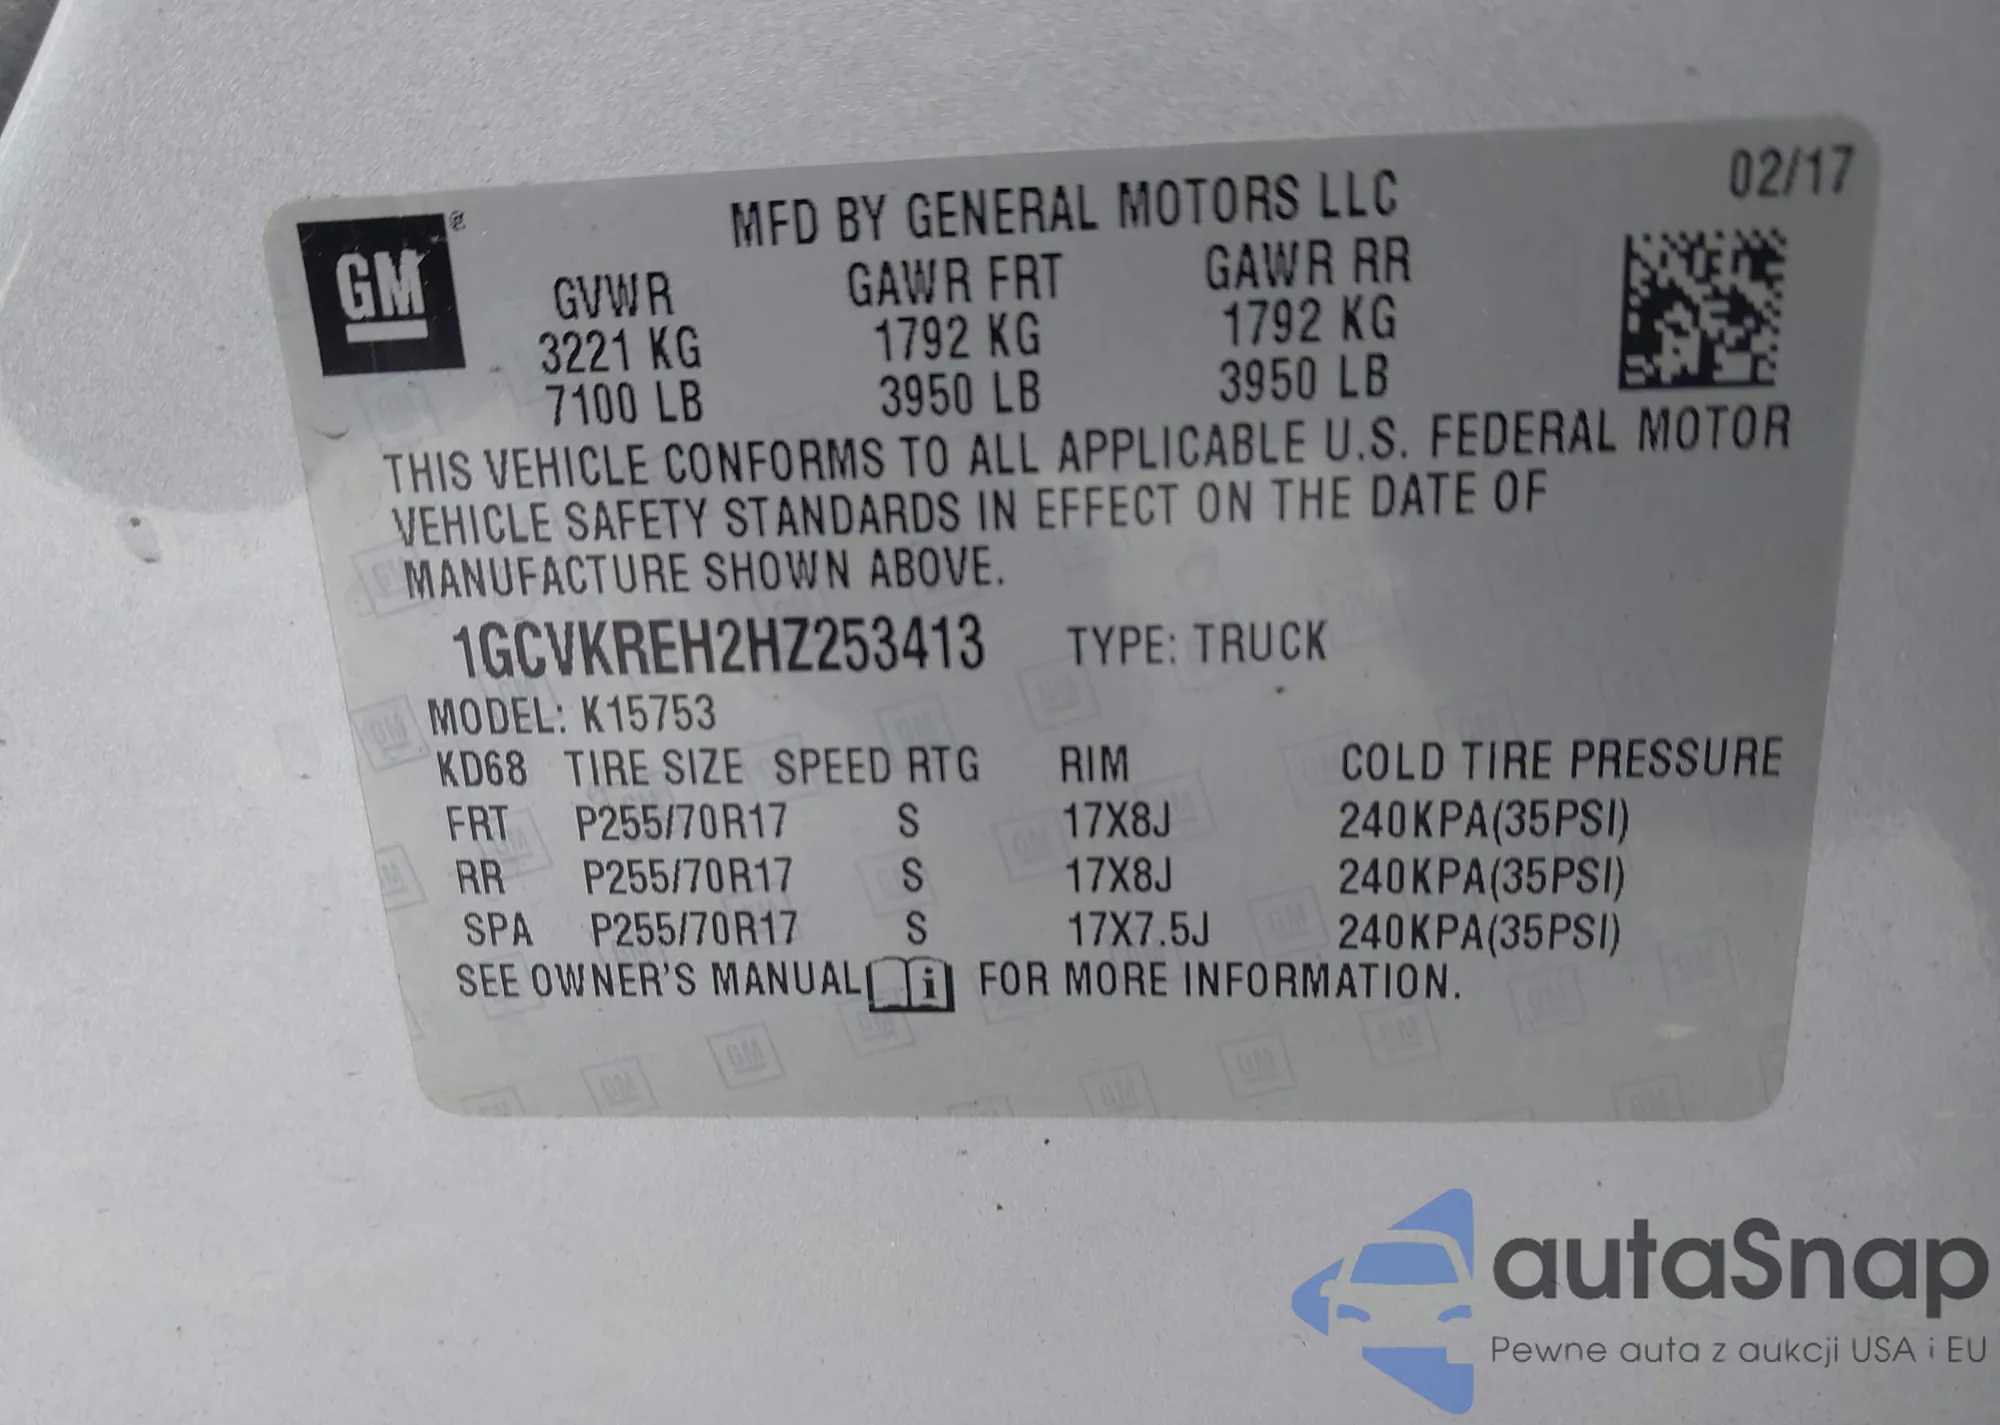 GM ®
MFD BY GENERAL MOTORS LLC 02/17
GVWR GAWR FRT GAWR RR
3221 KG 1792 KG 1792 KG
7100 LB 3950 LB 3950 LB
THIS VEHICLE CONFORMS TO ALL APPLICABLE U.S. FEDERAL MOTOR
VEHICLE SAFETY STANDARDS IN EFFECT ON THE DATE OF
MANUFACTURE SHOWN ABOVE.
1GCVKREH2HZ253413 TYPE: TRUCK
MODEL: K15753
KD68 TIRE SIZE SPEED RTG RIM COLD TIRE PRESSURE
FRT P255/70R17 S 17X8J 240KPA(35PSI)
RR P255/70R17 S 17X8J 240KPA(35PSI)
SPA P255/70R17 S 17X7.5J 240KPA(35PSI)
SEE OWNER'S MANUAL i FOR MORE INFORMATION.
autaSnap
Pewne auta z aukcji USA i EU